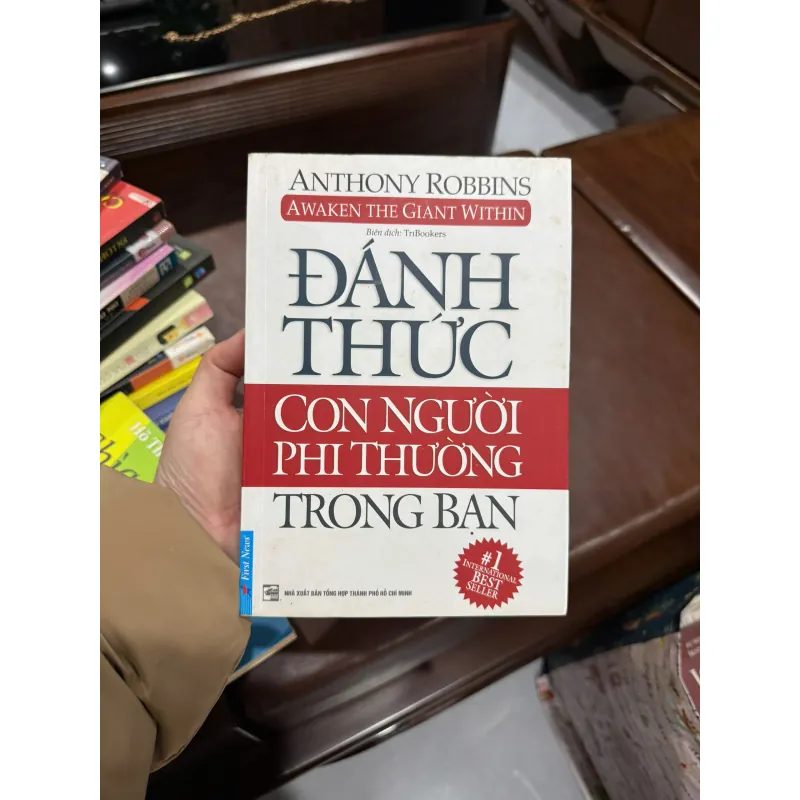 ANTHONY ROBBINS
AWAKEN THE GIANT WITHIN
Biên dịch: TriBookers
ĐÁNH
THỨC
CON NGƯỜI
PHI THƯỜNG
TRONG BẠN
#1
INTERNATIONAL
BEST
SELLER
First News
NHÀ XUẤT BẢN TỔNG HỢP THÀNH PHỐ HỒ CHÍ MINH